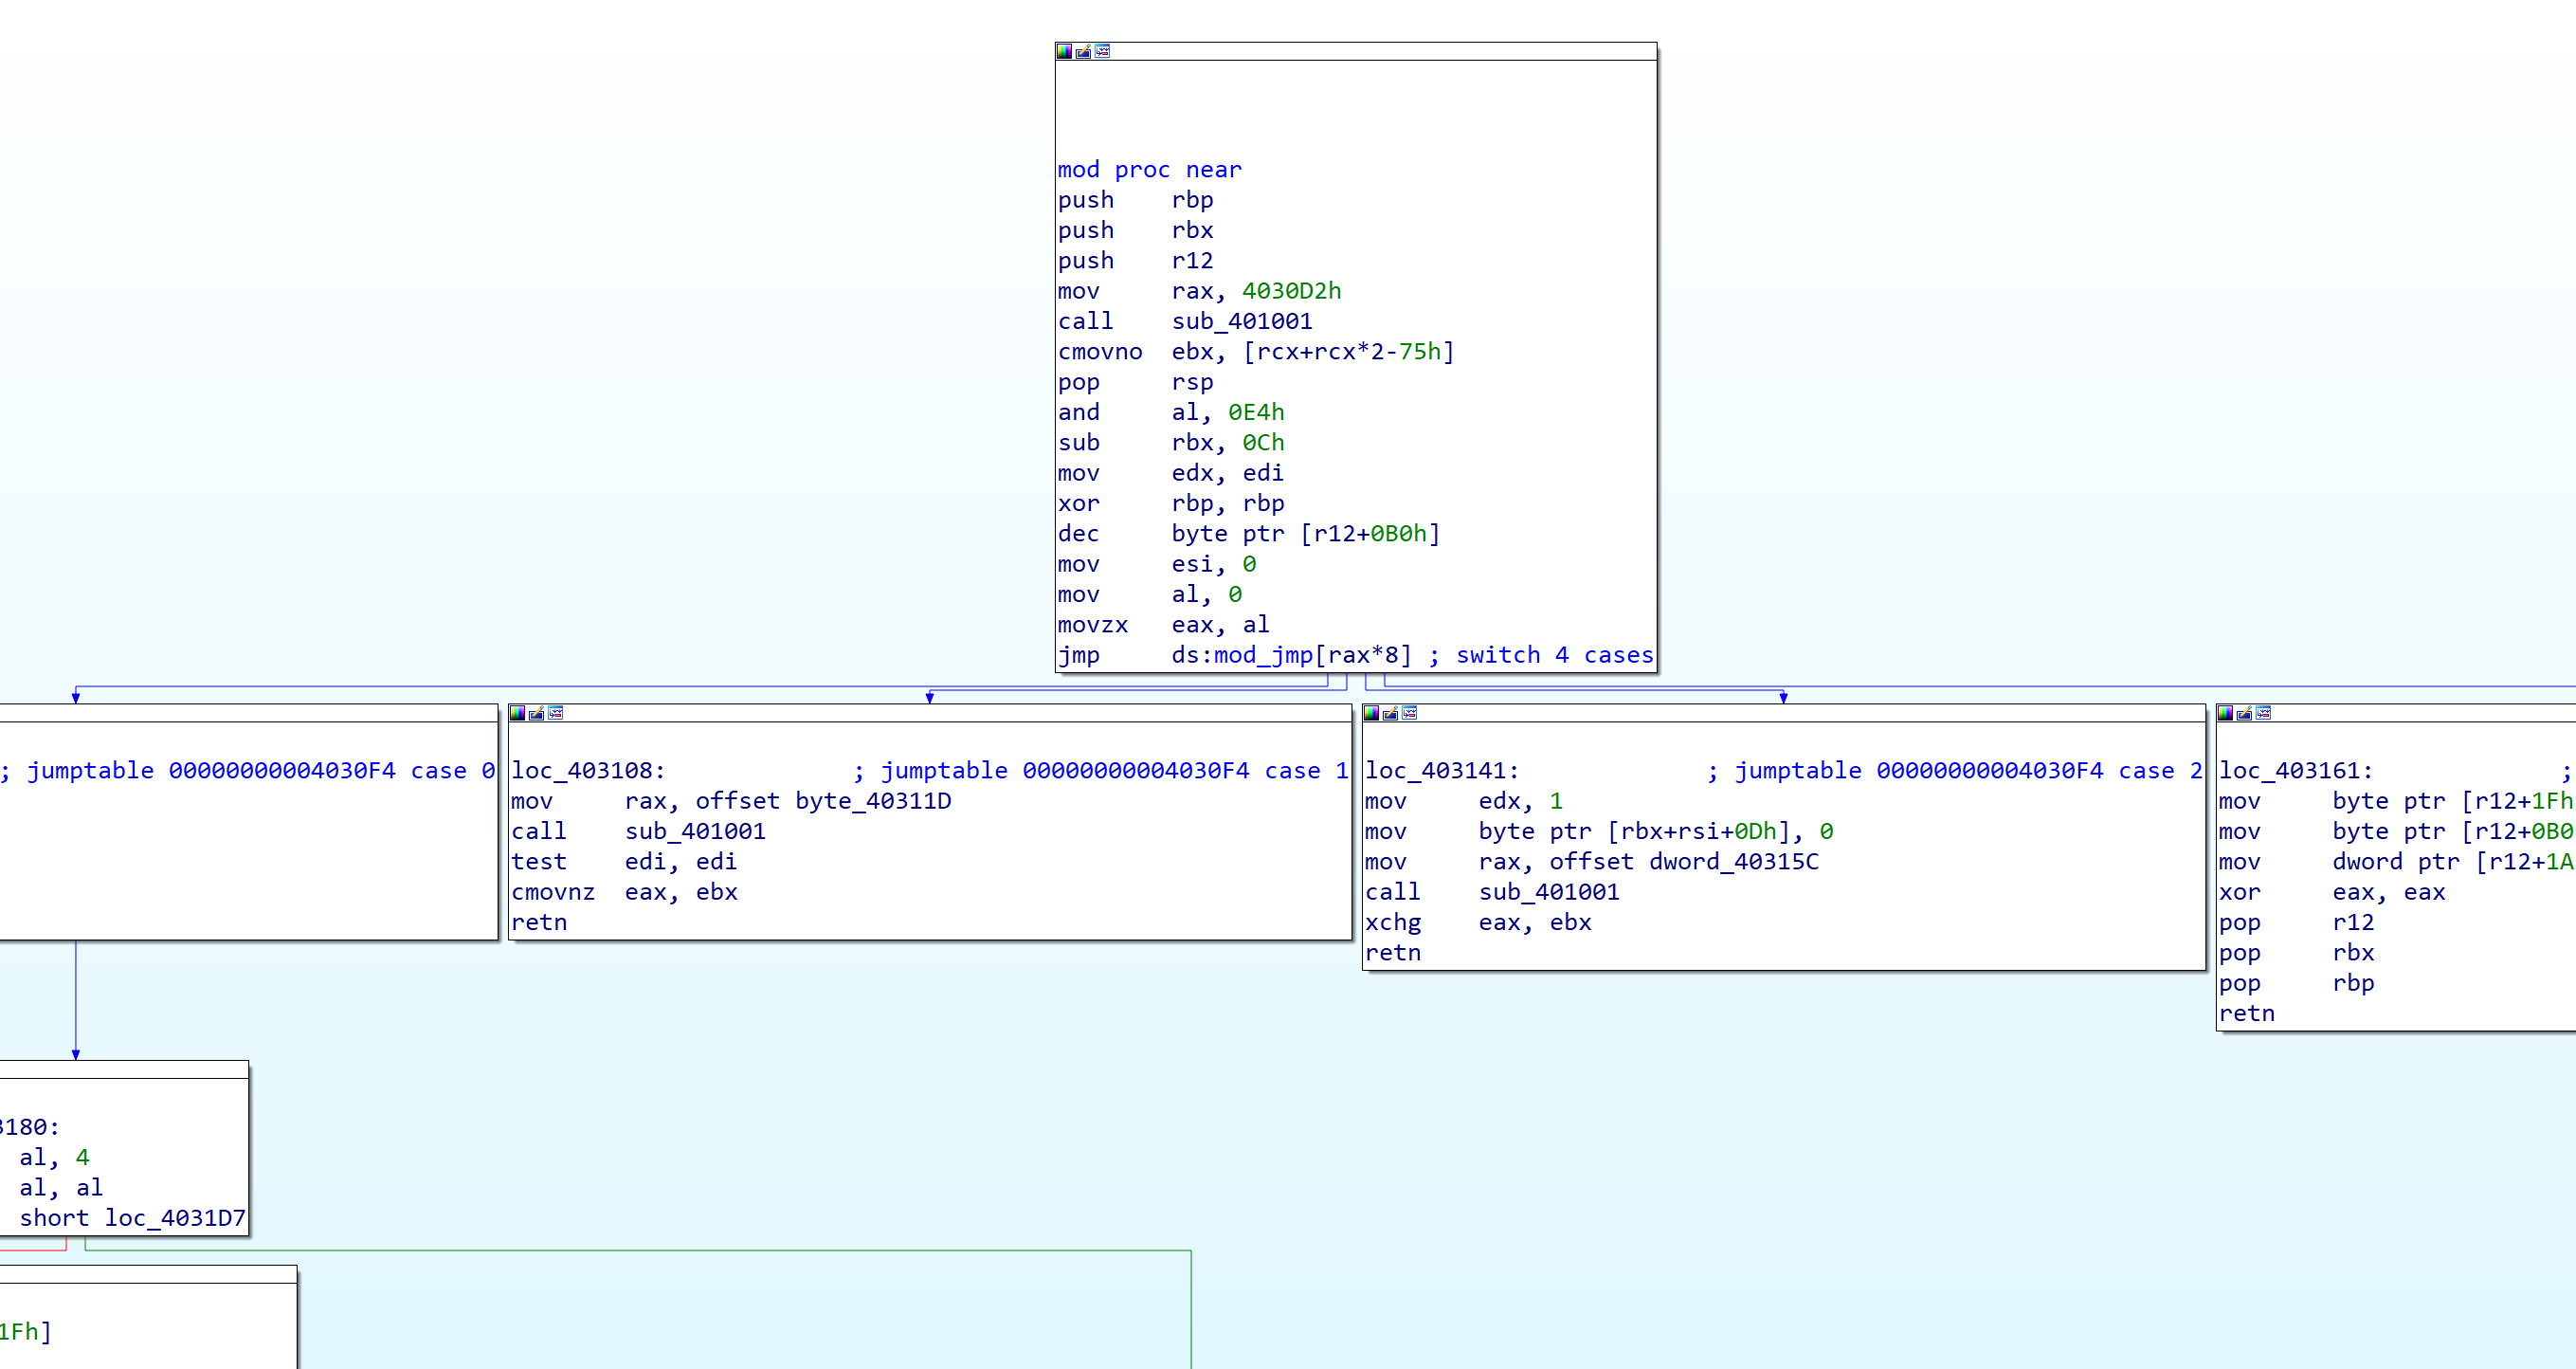 mod proc near
push rbp
push rbx
push r12
mov rax, 4030D2h
call sub_401001
cmovno ebx, [rcx+rcx*2-75h]
pop rsp
and al, 0E4h
sub rbx, 0Ch
mov edx, edi
xor rbp, rbp
dec byte ptr [r12+0B0h]
mov esi, 0
mov al, 0
movzx eax, al
jmp ds:mod_jmp[rax*8] ; switch 4 cases
; jumptable 00000000004030F4 case 0
loc_403108: ; jumptable 00000000004030F4 case 1
mov rax, offset byte_40311D
call sub_401001
test edi, edi
cmovnz eax, ebx
retn
loc_403141: ; jumptable 00000000004030F4 case 2
mov edx, 1
mov byte ptr [rbx+rsi+0Dh], 0
mov rax, offset dword_40315C
call sub_401001
xchg eax, ebx
retn
loc_403161: ;
mov byte ptr [r12+1Fh
mov byte ptr [r12+0B0
mov dword ptr [r12+1A
xor eax, eax
pop r12
pop rbx
pop rbp
retn
3180:
al, 4
al, al
short loc_4031D7
1Fh]